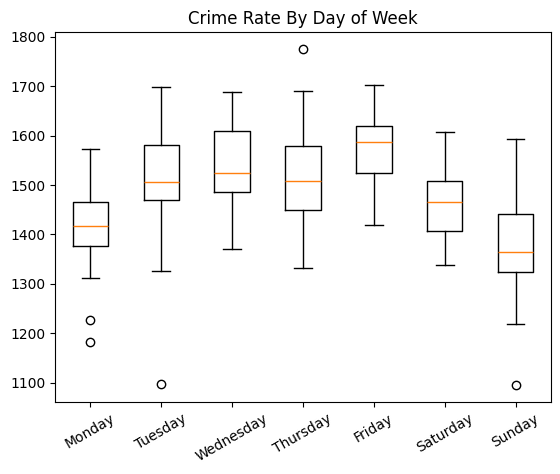 Crime Rate By Day of Week
1800
1700
1600
1500
1400
1300
1200
1100
Monday
Tuesday
Wednesday
Thursday
Friday
Saturday
Sunday